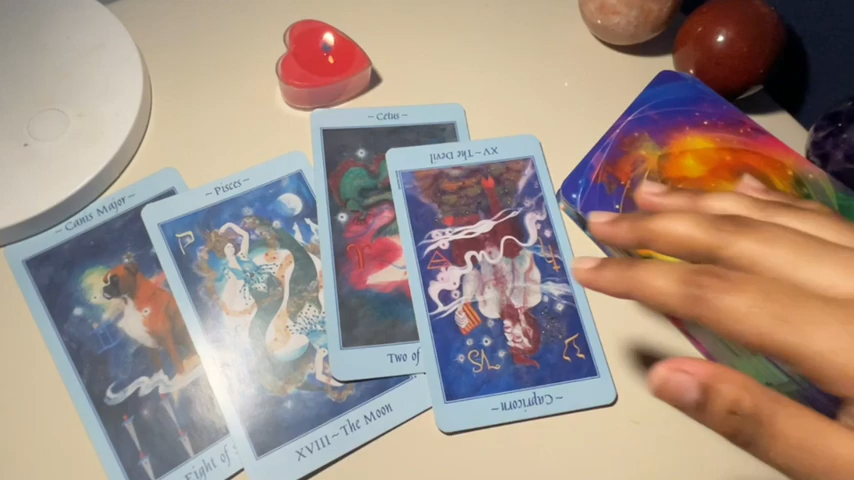 ~Canis Major~
Eight of
~Pisces~
XVIII~The Moon
~Cetus~
Two of
XV~The Devil
~Capricorn~